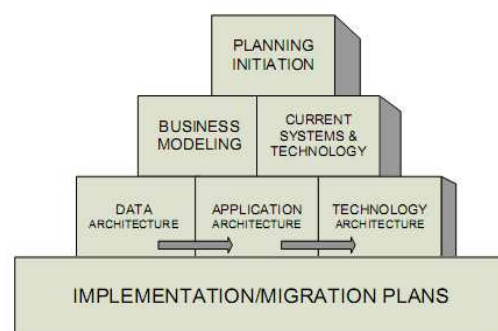 PLANNING
INITIATION
BUSINESS
MODELING
CURRENT
SYSTEMS &
TECHNOLOGY
DATA
ARCHITECTURE
APPLICATION
ARCHITECTURE
TECHNOLOGY
ARCHITECTURE
IMPLEMENTATION/MIGRATION PLANS